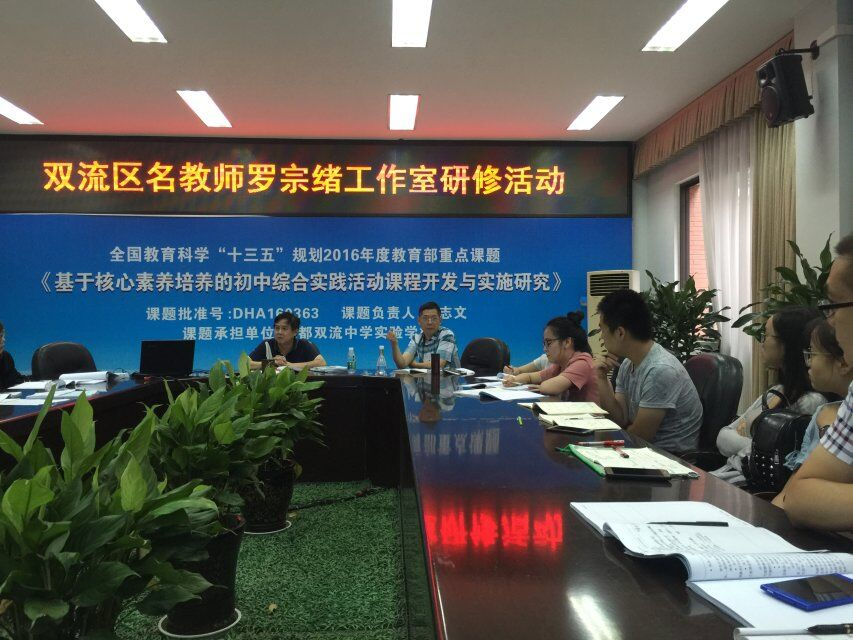 双流区名教师罗宗绪工作室研修活动
全国教育科学“十三五”规划2016年度教育部重点课题
《基于核心素养培养的初中综合实践活动课程开发与实施研究》
课题批准号:DHA16 363 课题负责人 志文
课题承担单位 都双流中学实验学